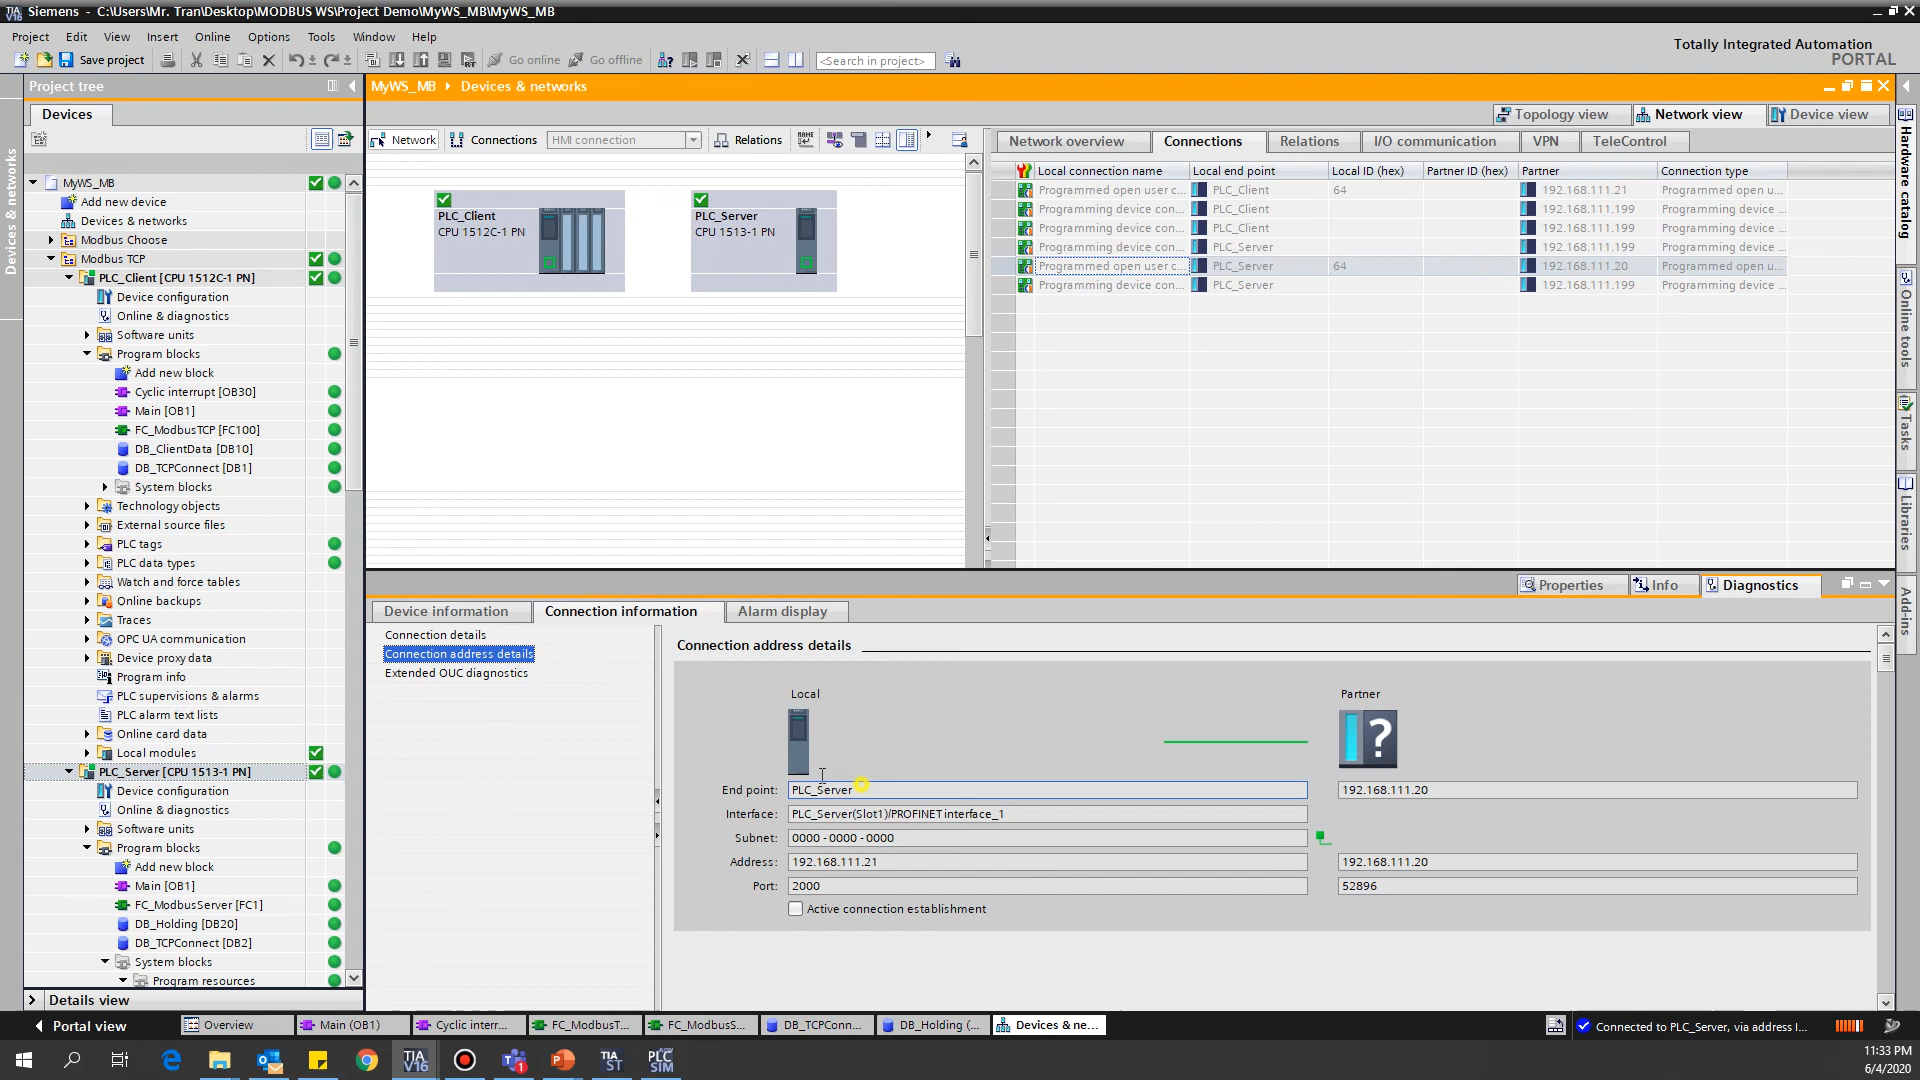 Siemens - C:\Users\Mr. Tran\Desktop\MODBUS WS\Project Demo\MyWS_MB\MyWS_MB
Project Edit View Insert Online Options Tools Window Help
Totally Integrated Automation
PORTAL
Save project Go online Go offline <Search in project>
Project tree
MyWS_MB Devices & networks
Devices
Topology view Network view Device view
Network Connections HMI connection Relations
Network overview Connections Relations I/O communication VPN TeleControl
Local connection name Local end point Local ID (hex) Partner ID (hex) Partner Connection type
Programmed open user c... PLC_Client 64 192.168.111.21 Programmed open u...
Programming device con... PLC_Client 192.168.111.199 Programming device ...
Programming device con... PLC_Client 192.168.111.199 Programming device ...
Programming device con... PLC_Server 192.168.111.199 Programming device ...
Programmed open user c... PLC_Server 64 192.168.111.20 Programmed open u...
Programming device con... PLC_Server 192.168.111.199 Programming device ...
PLC_Client
CPU 1512C-1 PN
PLC_Server
CPU 1513-1 PN
Devices & networks
MyWS_MB
Add new device
Devices & networks
Modbus Choose
Modbus TCP
PLC_Client [CPU 1512C-1 PN]
Device configuration
Online & diagnostics
Software units
Program blocks
Add new block
Cyclic interrupt [OB30]
Main [OB1]
FC_ModbusTCP [FC100]
DB_ClientData [DB10]
DB_TCPConnect [DB1]
System blocks
Technology objects
External source files
PLC tags
PLC data types
Watch and force tables
Online backups
Traces
OPC UA communication
Device proxy data
Program info
PLC supervisions & alarms
PLC alarm text lists
Online card data
Local modules
PLC_Server [CPU 1513-1 PN]
Device configuration
Online & diagnostics
Software units
Program blocks
Add new block
Main [OB1]
FC_ModbusServer [FC1]
DB_Holding [DB20]
DB_TCPConnect [DB2]
System blocks
Program resources
Details view
Properties Info Diagnostics
Device information Connection information Alarm display
Connection details
Connection address details
Extended OUC diagnostics
Connection address details
Local Partner
?
End point: PLC_Server 192.168.111.20
Interface: PLC_Server(Slot1)/PROFINET interface_1
Subnet: 0000 - 0000 - 0000
Address: 192.168.111.21 192.168.111.20
Port: 2000 52896
Active connection establishment
Hardware catalog
Online tools
Tasks
Libraries
Add-ins
Portal view Overview Main (OB1) Cyclic interr... FC_ModbusT... FC_ModbusS... DB_TCPConn... DB_Holding (... Devices & ne... Connected to PLC_Server, via address I...
TIA
V16
TIA
ST
PLC
SIM
11:33 PM
6/4/2020